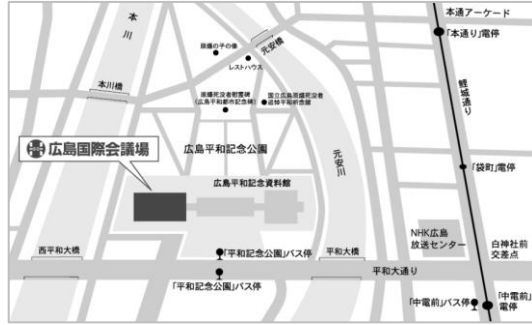 本通アーケード
「本通り」電停
本川
原爆の子の像
元安橋
レストハウス
本川橋
原爆死没者慰霊碑
(広島平和都市記念碑)
国立広島原爆死没者
追悼平和祈念館
鯉城通り
広島国際会議場
広島平和記念公園
元安川
「袋町」電停
広島平和記念資料館
NHK広島
放送センター
白神社前
交差点
西平和大橋
「平和記念公園」バス停
平和大橋
平和大通り
「平和記念公園」バス停
「中電前」バス停
「中電前」
電停